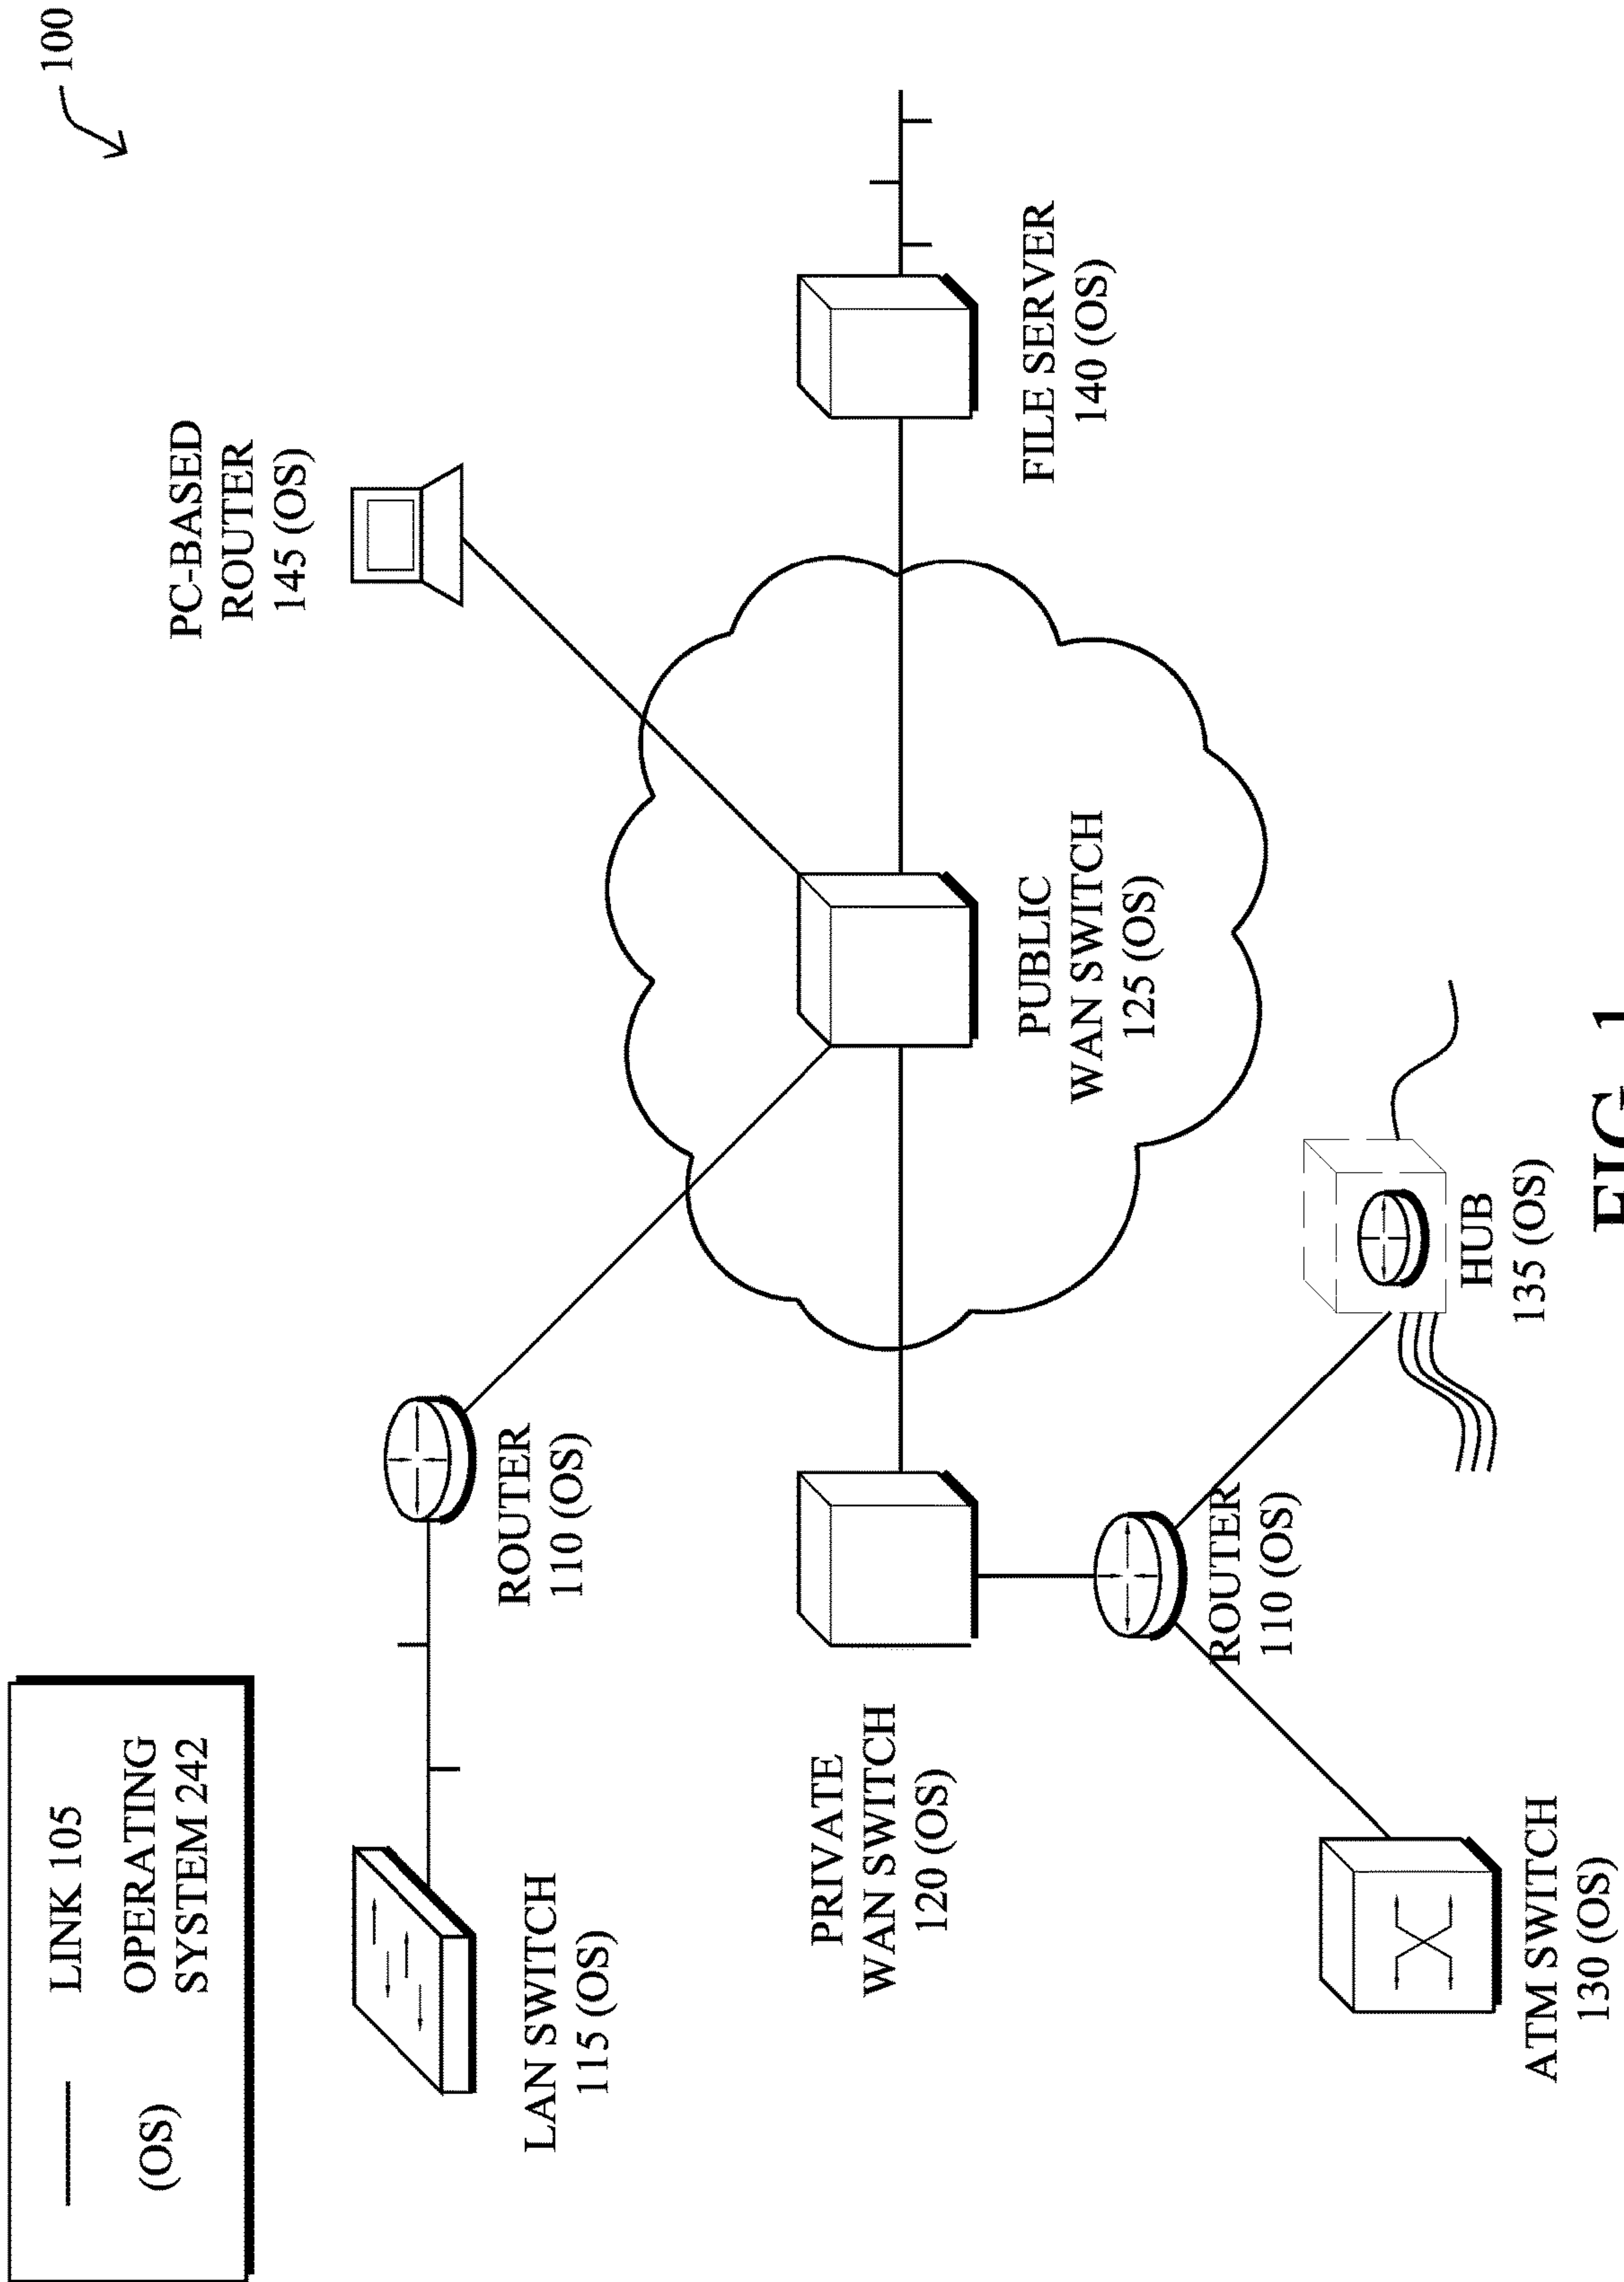 100
LINK 105
(OS)
OPERATING
SYSTEM 242
PC-BASED
ROUTER
145 (OS)
LAN SWITCH
115 (OS)
ROUTER
110 (OS)
PRIVATE
WAN SWITCH
120 (OS)
PUBLIC
WAN SWITCH
125 (OS)
FILE SERVER
140 (OS)
ROUTER
110 (OS)
ATM SWITCH
130 (OS)
HUB
135 (OS)
FIG. 1